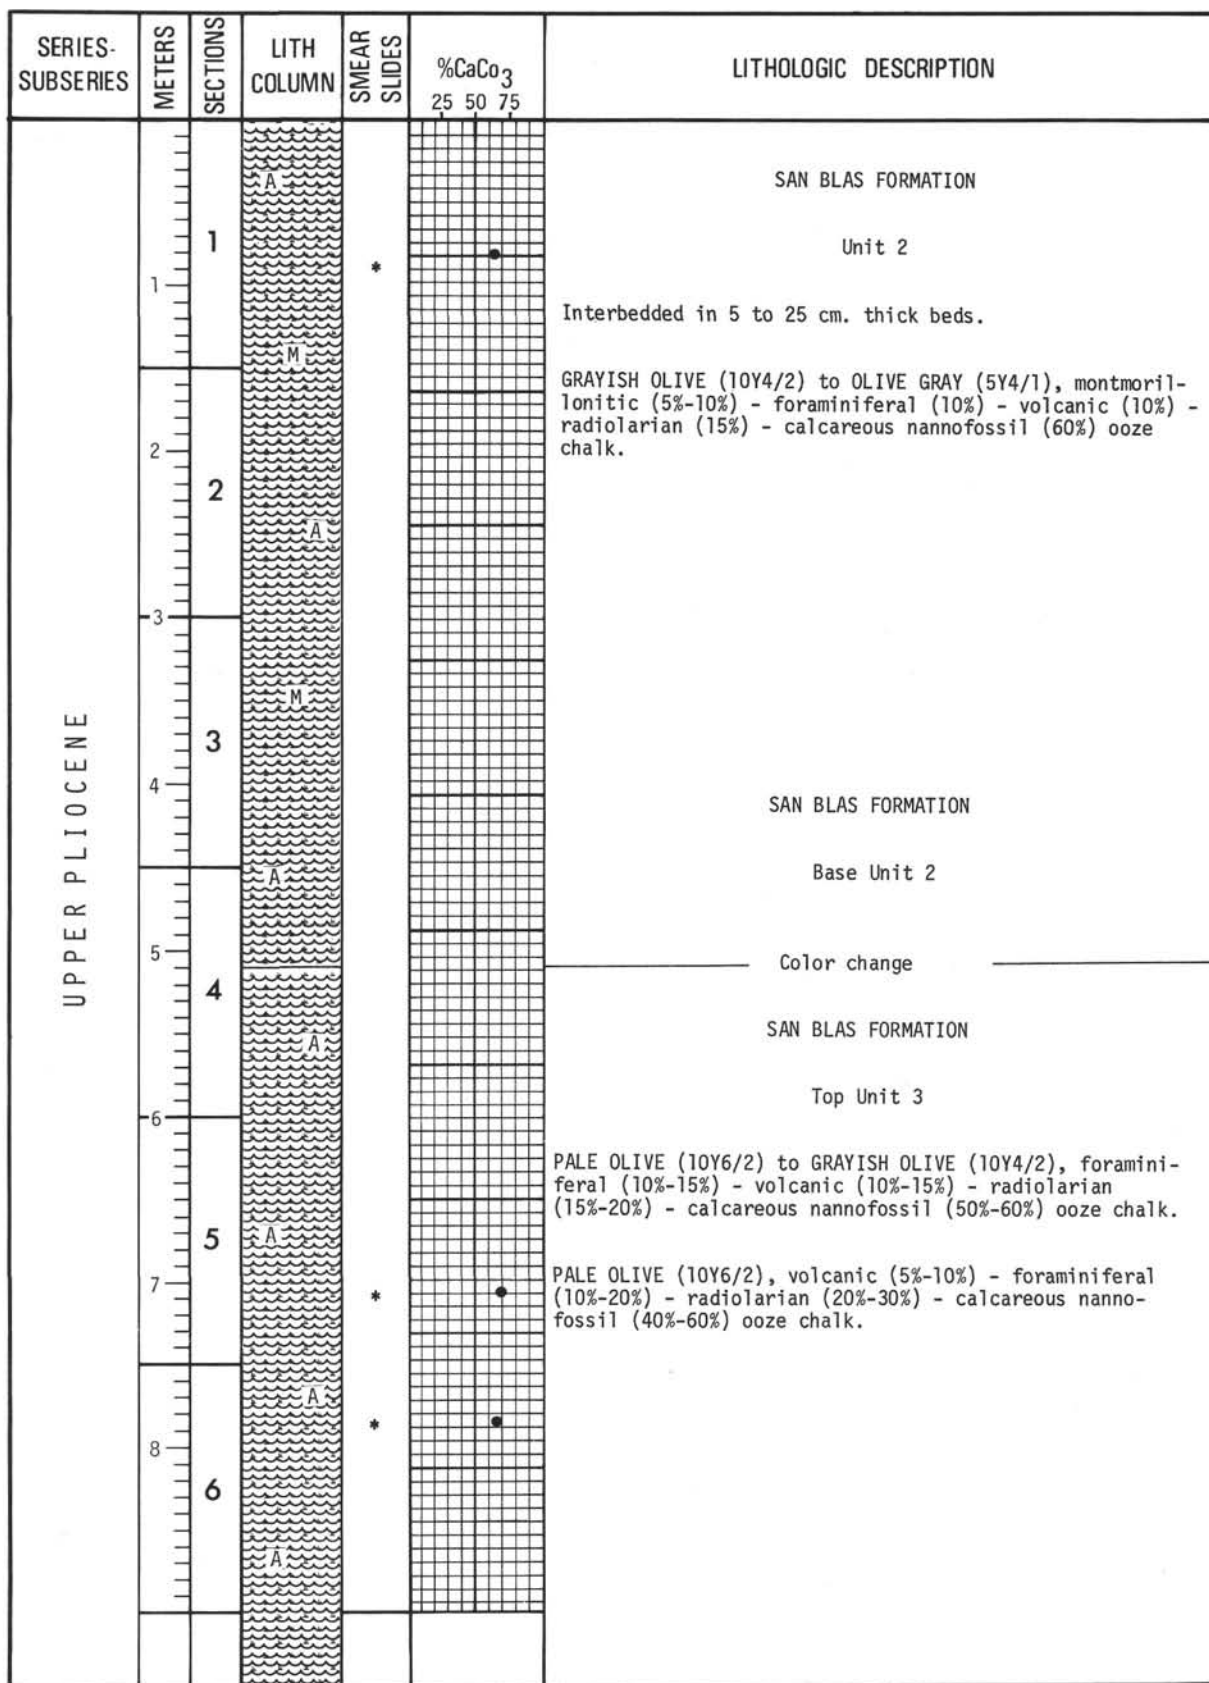 SERIES-
SUBSERIES
METERS
SECTIONS
LITH
COLUMN
SMEAR
SLIDES
%CaCo3
25 50 75
LITHOLOGIC DESCRIPTION
UPPER PLIOCENE
A
SAN BLAS FORMATION
1
Unit 2
*
1
Interbedded in 5 to 25 cm. thick beds.
M
GRAYISH OLIVE (10Y4/2) to OLIVE GRAY (5Y4/1), montmoril-
lonitic (5%-10%) - foraminiferal (10%) - volcanic (10%) -
radiolarian (15%) - calcareous nannofossil (60%) ooze
chalk.
2
2
A
3
M
3
4
SAN BLAS FORMATION
A
Base Unit 2
5
Color change
4
SAN BLAS FORMATION
A
Top Unit 3
6
PALE OLIVE (10Y6/2) to GRAYISH OLIVE (10Y4/2), foramini-
feral (10%-15%) - volcanic (10%-15%) - radiolarian
(15%-20%) - calcareous nannofossil (50%-60%) ooze chalk.
5
A
7
*
PALE OLIVE (10Y6/2), volcanic (5%-10%) - foraminiferal
(10%-20%) - radiolarian (20%-30%) - calcareous nanno-
fossil (40%-60%) ooze chalk.
A
*
8
6
A